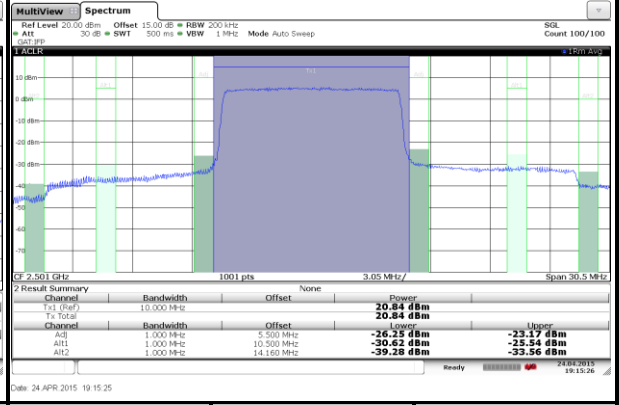 MultiView Spectrum
Ref Level 20.00 dBm Offset 15.00 dB RBW 200 kHz SGL
Att 30 dB SWT 500 ms VBW 1 MHz Mode Auto Sweep Count 100/100
GAT:IFP
1 ACLR 1Rm Avg
Tx1
10 dBm
0 dBm
-10 dBm
-20 dBm
-30 dBm
-40
-50
-60
-70
CF 2.501 GHz 1001 pts 3.05 MHz/ Span 30.5 MHz
2 Result Summary None
Channel Bandwidth Offset Power
Tx1 (Ref) 10.000 MHz 20.84 dBm
Tx Total 20.84 dBm
Channel Bandwidth Offset Lower Upper
Adj 1.000 MHz 5.500 MHz -26.25 dBm -23.17 dBm
Alt1 1.000 MHz 10.500 MHz -30.62 dBm -25.54 dBm
Alt2 1.000 MHz 14.160 MHz -39.28 dBm -33.56 dBm
Ready 24.04.2015
19:15:26
Date: 24.APR.2015 19:15:25